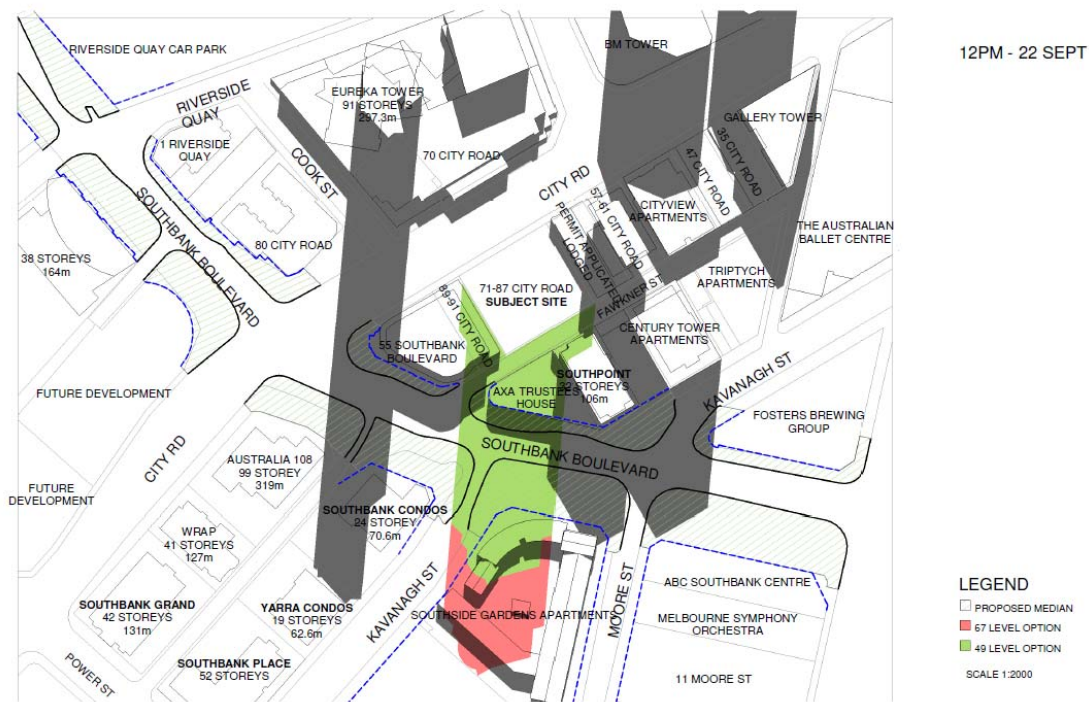 12PM - 22 SEPT
RIVERSIDE QUAY CAR PARK
BM TOWER
EUREKA TOWER
91 STOREYS
297.3m
RIVERSIDE
QUAY
GALLERY TOWER
1 RIVERSIDE
QUAY
COOK ST
70 CITY ROAD
35 CITY ROAD
47 CITY ROAD
CITY RD
57-61 CITY ROAD
CITYVIEW
APARTMENTS
SOUTHBANK BOULEVARD
PERMIT APPLICATED
LODGED
THE AUSTRALIAN
BALLET CENTRE
80 CITY ROAD
38 STOREYS
164m
TRIPTYCH
APARTMENTS
71-87 CITY ROAD
SUBJECT SITE
FAWKNER ST
89-91 CITY ROAD
CENTURY TOWER
APARTMENTS
55 SOUTHBANK
BOULEVARD
SOUTHPOINT
32 STOREYS
106m
KAVANAGH ST
AXA TRUSTEES
HOUSE
FUTURE DEVELOPMENT
FOSTERS BREWING
GROUP
CITY RD
SOUTHBANK BOULEVARD
AUSTRALIA 108
99 STOREY
319m
FUTURE
DEVELOPMENT
SOUTHBANK CONDOS
24 STOREY
70.6m
WRAP
41 STOREYS
127m
KAVANAGH ST
MOORE ST
ABC SOUTHBANK CENTRE
SOUTHBANK GRAND
42 STOREYS
131m
YARRA CONDOS
19 STOREYS
62.6m
SOUTHSIDE GARDENS APARTMENTS
MELBOURNE SYMPHONY
ORCHESTRA
POWER ST
SOUTHBANK PLACE
52 STOREYS
11 MOORE ST
LEGEND
PROPOSED MEDIAN
67 LEVEL OPTION
49 LEVEL OPTION
SCALE 1:2000